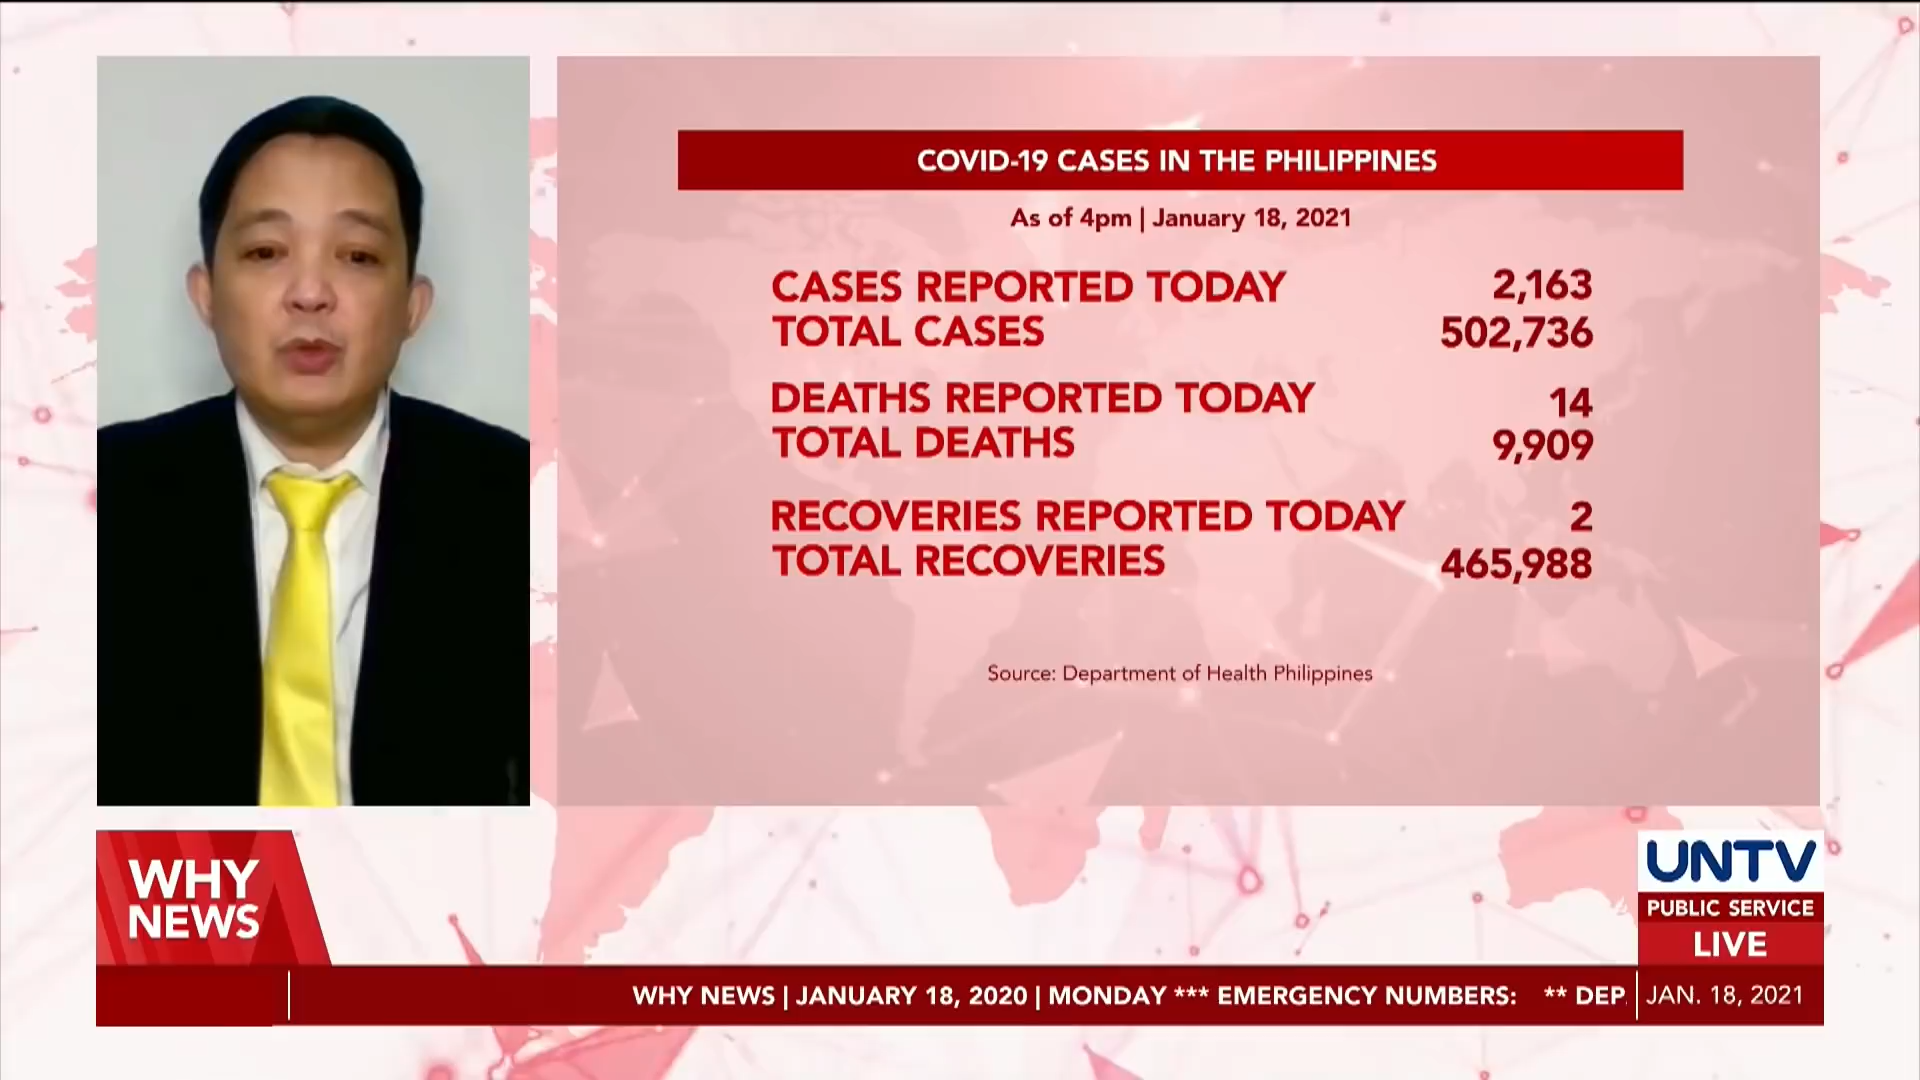 COVID-19 CASES IN THE PHILIPPINES
As of 4pm | January 18, 2021
CASES REPORTED TODAY 2,163
TOTAL CASES 502,736
DEATHS REPORTED TODAY 14
TOTAL DEATHS 9,909
RECOVERIES REPORTED TODAY 2
TOTAL RECOVERIES 465,988
Source: Department of Health Philippines
WHY
NEWS
UNTV
PUBLIC SERVICE
LIVE
WHY NEWS | JANUARY 18, 2020 | MONDAY *** EMERGENCY NUMBERS: ** DEP
JAN. 18, 2021